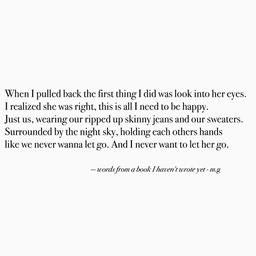 When I pulled back the first thing I did was look into her eyes.
I realized she was right, this is all I need to be happy.
Just us, wearing our ripped up skinny jeans and our sweaters.
Surrounded by the night sky, holding each others hands
like we never wanna let go. And I never want to let her go.
— words from a book I haven't wrote yet - m.g